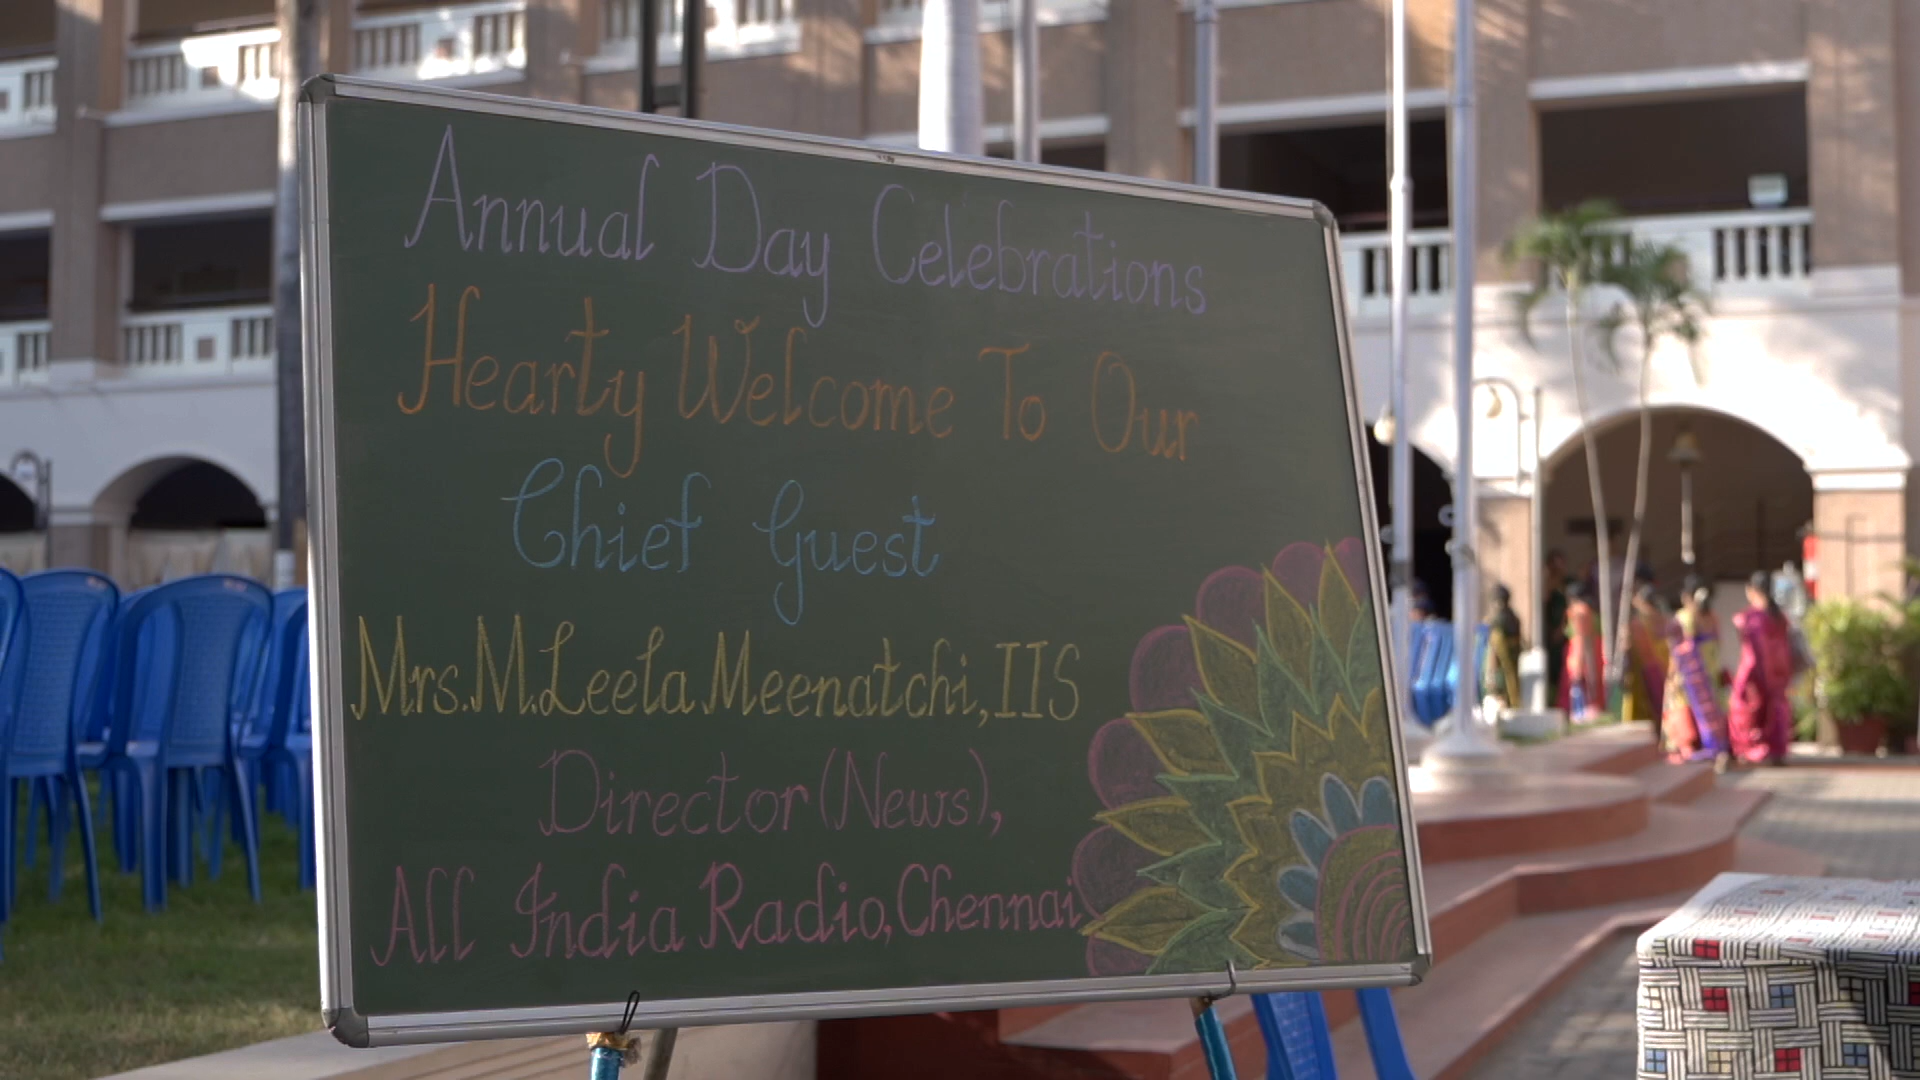 Annual Day Celebrations
Hearty Welcome To Our
Chief Guest
Mrs.M.Leela Meenatchi, IIS
Director (News),
All India Radio, Chennai